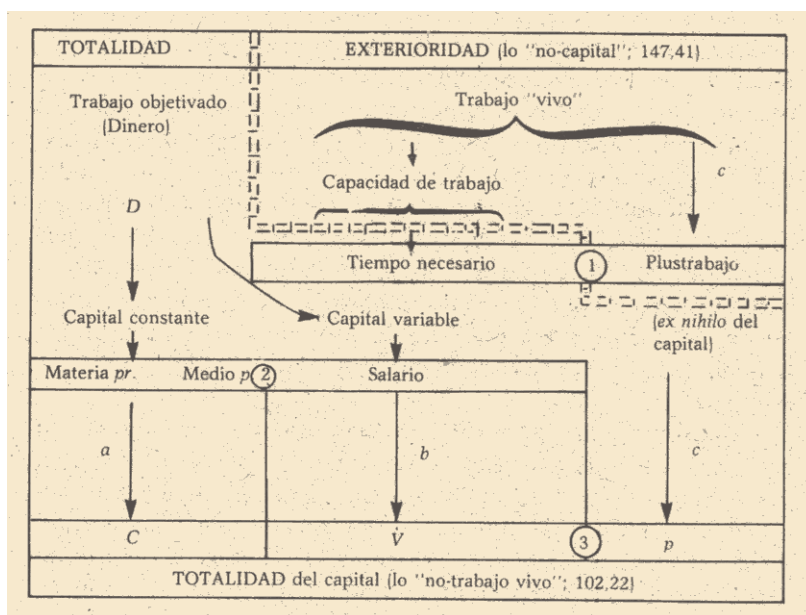 TOTALIDAD
EXTERIORIDAD (lo "no-capital"; 147,41)
Trabajo objetivado
(Dinero)
Trabajo "vivo"
c
Capacidad de trabajo
D
Tiempo necesario
1
Plustrabajo
Capital constante
Capital variable
(ex nihilo del
capital)
Materia pr.
Medio p
2
Salario
a
b
c
C
V
3
p
TOTALIDAD del capital (lo "no-trabajo vivo"; 102,22)